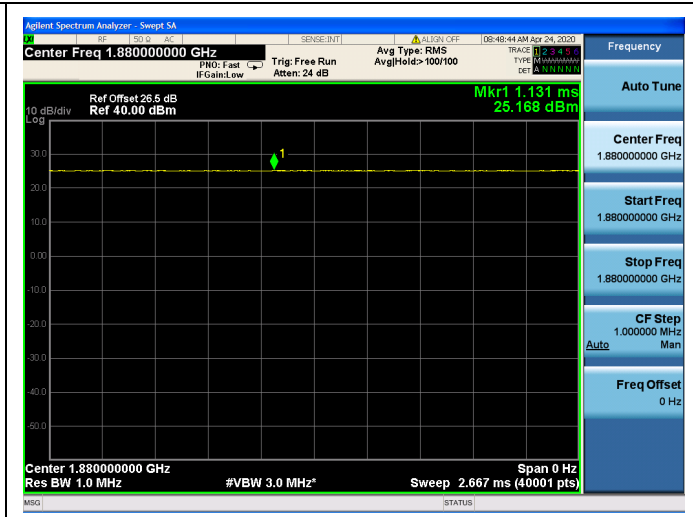 Agilent Spectrum Analyzer - Swept SA
LXI RF 50 Ω AC SENSE:INT ALIGN OFF 08:48:44 AM Apr 24, 2020
Center Freq 1.880000000 GHz
PNO: Fast
IFGain:Low
Trig: Free Run
Atten: 24 dB
Avg Type: RMS
Avg|Hold:>100/100
TRACE 1 2 3 4 5 6
TYPE M WWWWW
DET A N N N N N
Ref Offset 26.5 dB
10 dB/div Ref 40.00 dBm
Log
Mkr1 1.131 ms
25.168 dBm
1
30.0
20.0
10.0
0.00
-10.0
-20.0
-30.0
-40.0
-50.0
Center 1.880000000 GHz Span 0 Hz
Res BW 1.0 MHz #VBW 3.0 MHz* Sweep 2.667 ms (40001 pts)
MSG STATUS
Frequency
Auto Tune
Center Freq
1.880000000 GHz
Start Freq
1.880000000 GHz
Stop Freq
1.880000000 GHz
CF Step
1.000000 MHz
Auto Man
Freq Offset
0 Hz